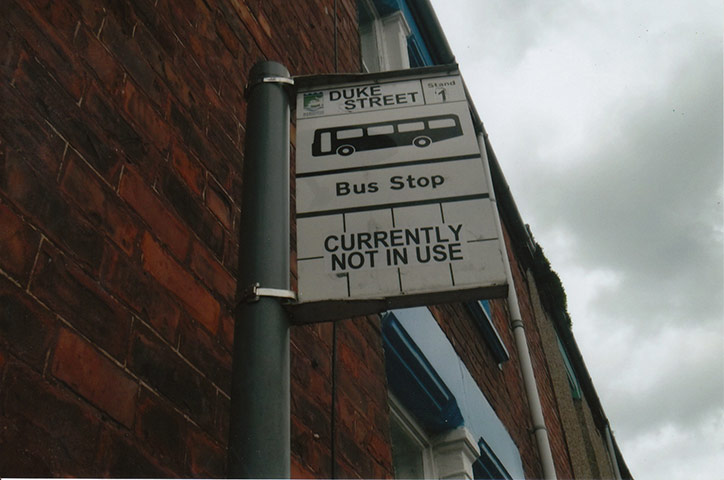 DUKE
STREET
Stand
1
Bus Stop
CURRENTLY
NOT IN USE